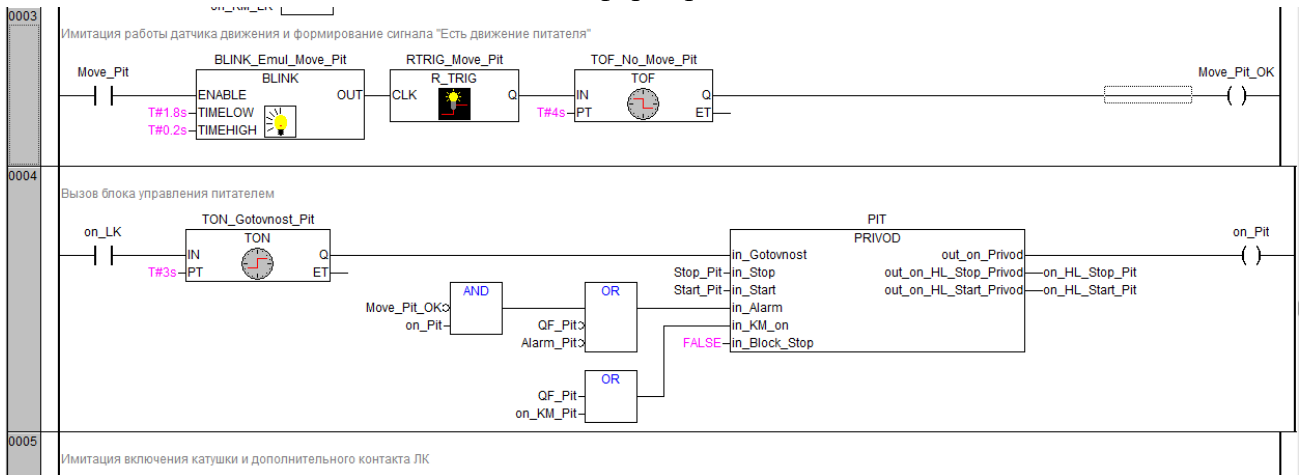 0003
Имитация работы датчика движения и формирование сигнала "Есть движение питателя"
BLINK_Emul_Move_Pit RTRIG_Move_Pit TOF_No_Move_Pit
Move_Pit BLINK R_TRIG TOF Move_Pit_OK
ENABLE OUT CLK Q IN Q
T#1.8s TIMELOW T#4s PT ET
T#0.2s TIMEHIGH
0004
Вызов блока управления питателем
TON_Gotovnost_Pit PIT
on_LK TON PRIVOD on_Pit
IN Q in_Gotovnost out_on_Privod
T#3s PT ET Stop_Pit in_Stop out_on_HL_Stop_Privod on_HL_Stop_Pit
AND OR Start_Pit in_Start out_on_HL_Start_Privod on_HL_Start_Pit
Move_Pit_OK in_Alarm
on_Pit QF_Pit in_KM_on
Alarm_Pit FALSE in_Block_Stop
OR
QF_Pit
on_KM_Pit
0005
Имитация включения катушки и дополнительного контакта ЛК